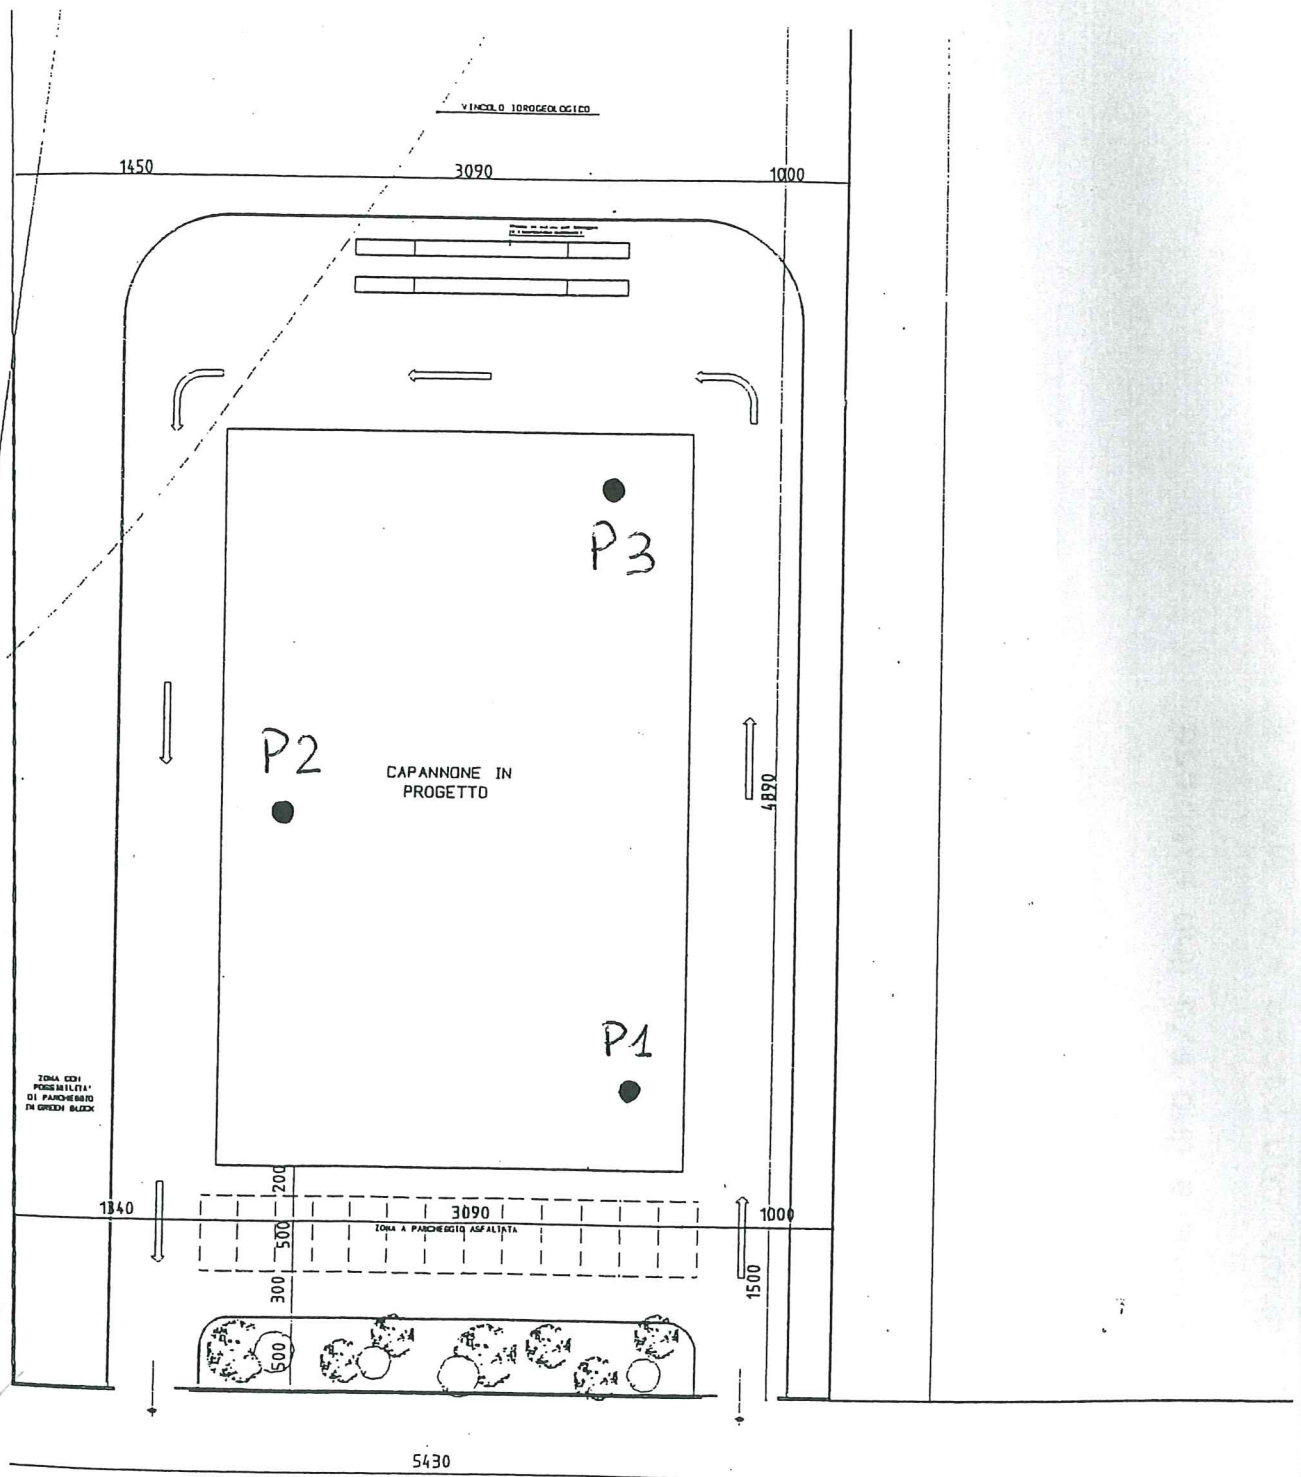 VINCOLO IDROGEOLOGICO
1450
3090
1000
P3
P2
CAPANNONE IN
PROGETTO
4890
P1
ZONA CON
POSSIBILITA'
DI PARCHEGGIO
IN GREEN BLOCK
200
1340
3090
1000
ZONA A PARCHEGGIO ASFALTATA
500
300
1500
500
5430